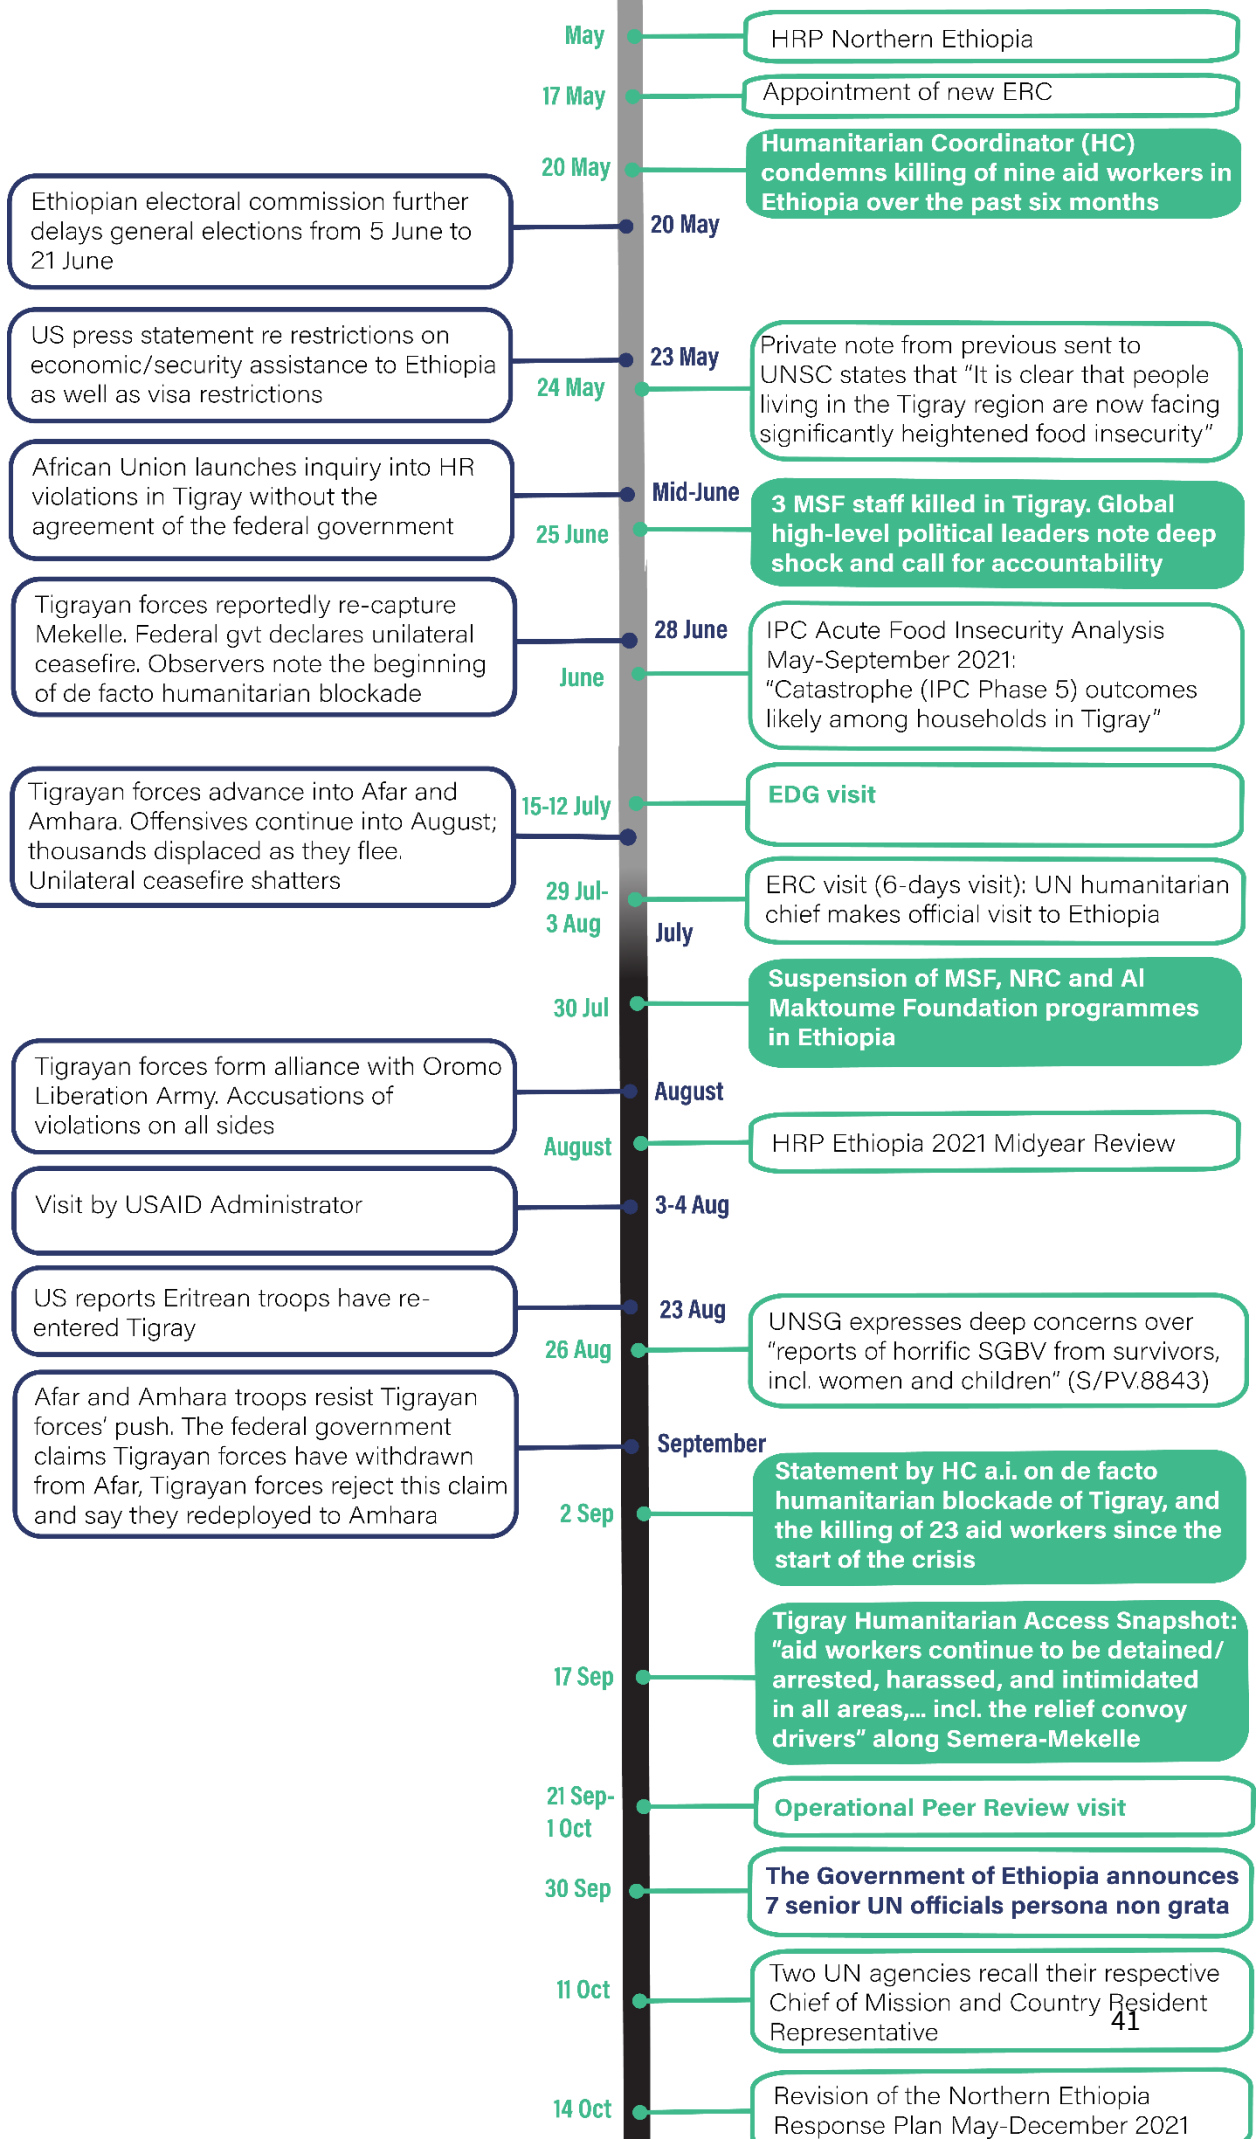 May
HRP Northern Ethiopia
17 May
Appointment of new ERC
20 May
Humanitarian Coordinator (HC)
condemns killing of nine aid workers in
Ethiopia over the past six months
Ethiopian electoral commission further
delays general elections from 5 June to
21 June
20 May
US press statement re restrictions on
economic/security assistance to Ethiopia
as well as visa restrictions
23 May
24 May
Private note from previous sent to
UNSC states that “It is clear that people
living in the Tigray region are now facing
significantly heightened food insecurity”
African Union launches inquiry into HR
violations in Tigray without the
agreement of the federal government
Mid-June
25 June
3 MSF staff killed in Tigray. Global
high-level political leaders note deep
shock and call for accountability
Tigrayan forces reportedly re-capture
Mekelle. Federal gvt declares unilateral
ceasefire. Observers note the beginning
of de facto humanitarian blockade
28 June
June
IPC Acute Food Insecurity Analysis
May-September 2021:
“Catastrophe (IPC Phase 5) outcomes
likely among households in Tigray”
Tigrayan forces advance into Afar and
Amhara. Offensives continue into August;
thousands displaced as they flee.
Unilateral ceasefire shatters
15-12 July
EDG visit
29 Jul-
3 Aug
ERC visit (6-days visit): UN humanitarian
chief makes official visit to Ethiopia
July
30 Jul
Suspension of MSF, NRC and Al
Maktoume Foundation programmes
in Ethiopia
Tigrayan forces form alliance with Oromo
Liberation Army. Accusations of
violations on all sides
August
August
HRP Ethiopia 2021 Midyear Review
Visit by USAID Administrator
3-4 Aug
US reports Eritrean troops have re-
entered Tigray
23 Aug
26 Aug
UNSG expresses deep concerns over
“reports of horrific SGBV from survivors,
incl. women and children” (S/PV.8843)
Afar and Amhara troops resist Tigrayan
forces’ push. The federal government
claims Tigrayan forces have withdrawn
from Afar, Tigrayan forces reject this claim
and say they redeployed to Amhara
September
2 Sep
Statement by HC a.i. on de facto
humanitarian blockade of Tigray, and
the killing of 23 aid workers since the
start of the crisis
17 Sep
Tigray Humanitarian Access Snapshot:
“aid workers continue to be detained/
arrested, harassed, and intimidated
in all areas,... incl. the relief convoy
drivers” along Semera-Mekelle
21 Sep-
1 Oct
Operational Peer Review visit
30 Sep
The Government of Ethiopia announces
7 senior UN officials persona non grata
11 Oct
Two UN agencies recall their respective
Chief of Mission and Country Resident
Representative
41
14 Oct
Revision of the Northern Ethiopia
Response Plan May-December 2021